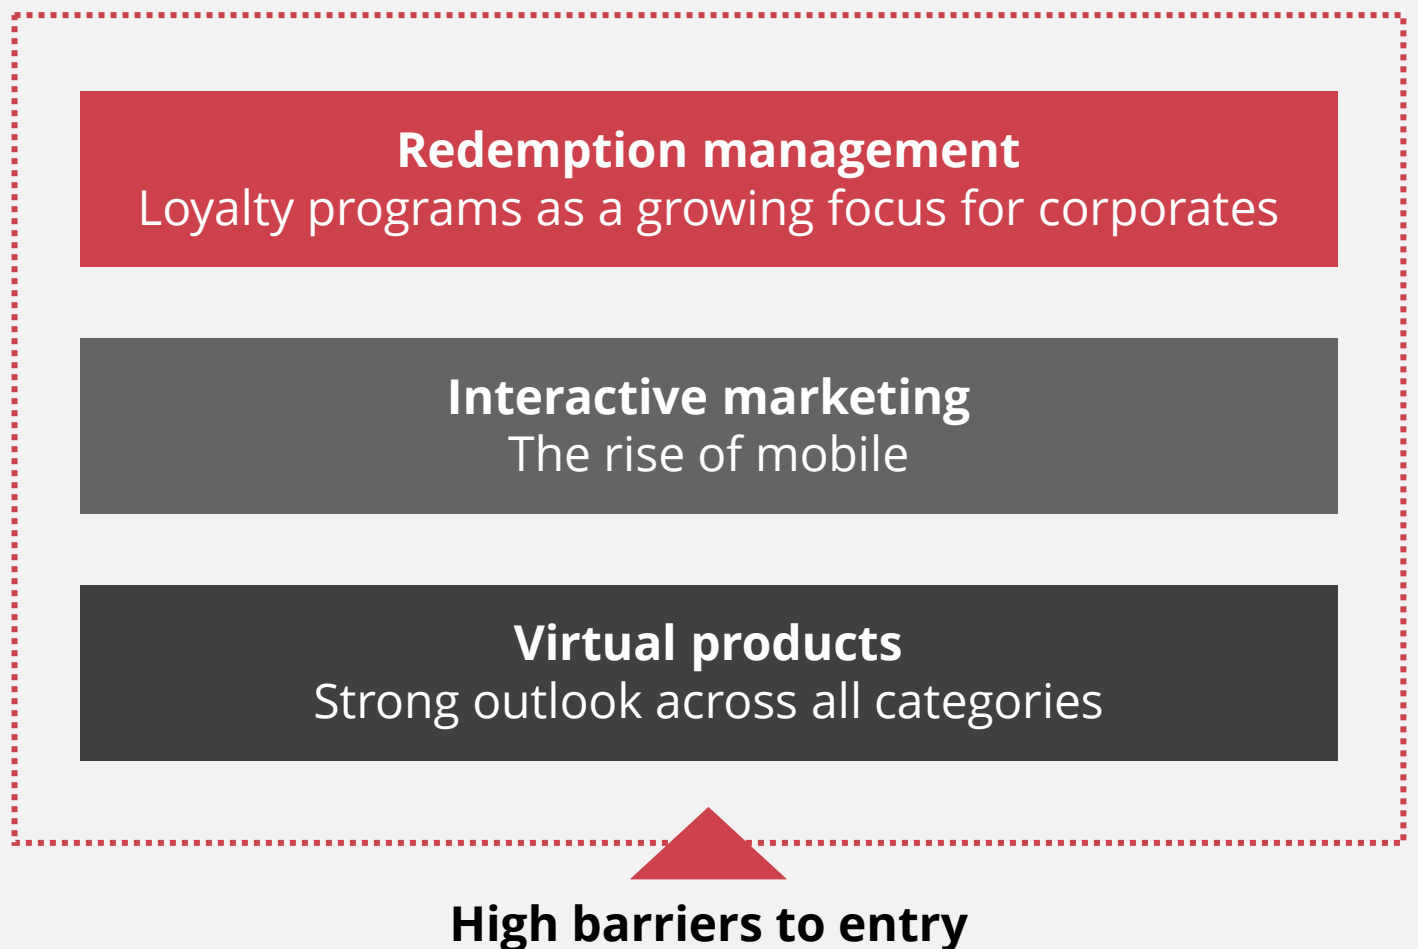 Redemption management
Loyalty programs as a growing focus for corporates
Interactive marketing
The rise of mobile
Virtual products
Strong outlook across all categories
High barriers to entry